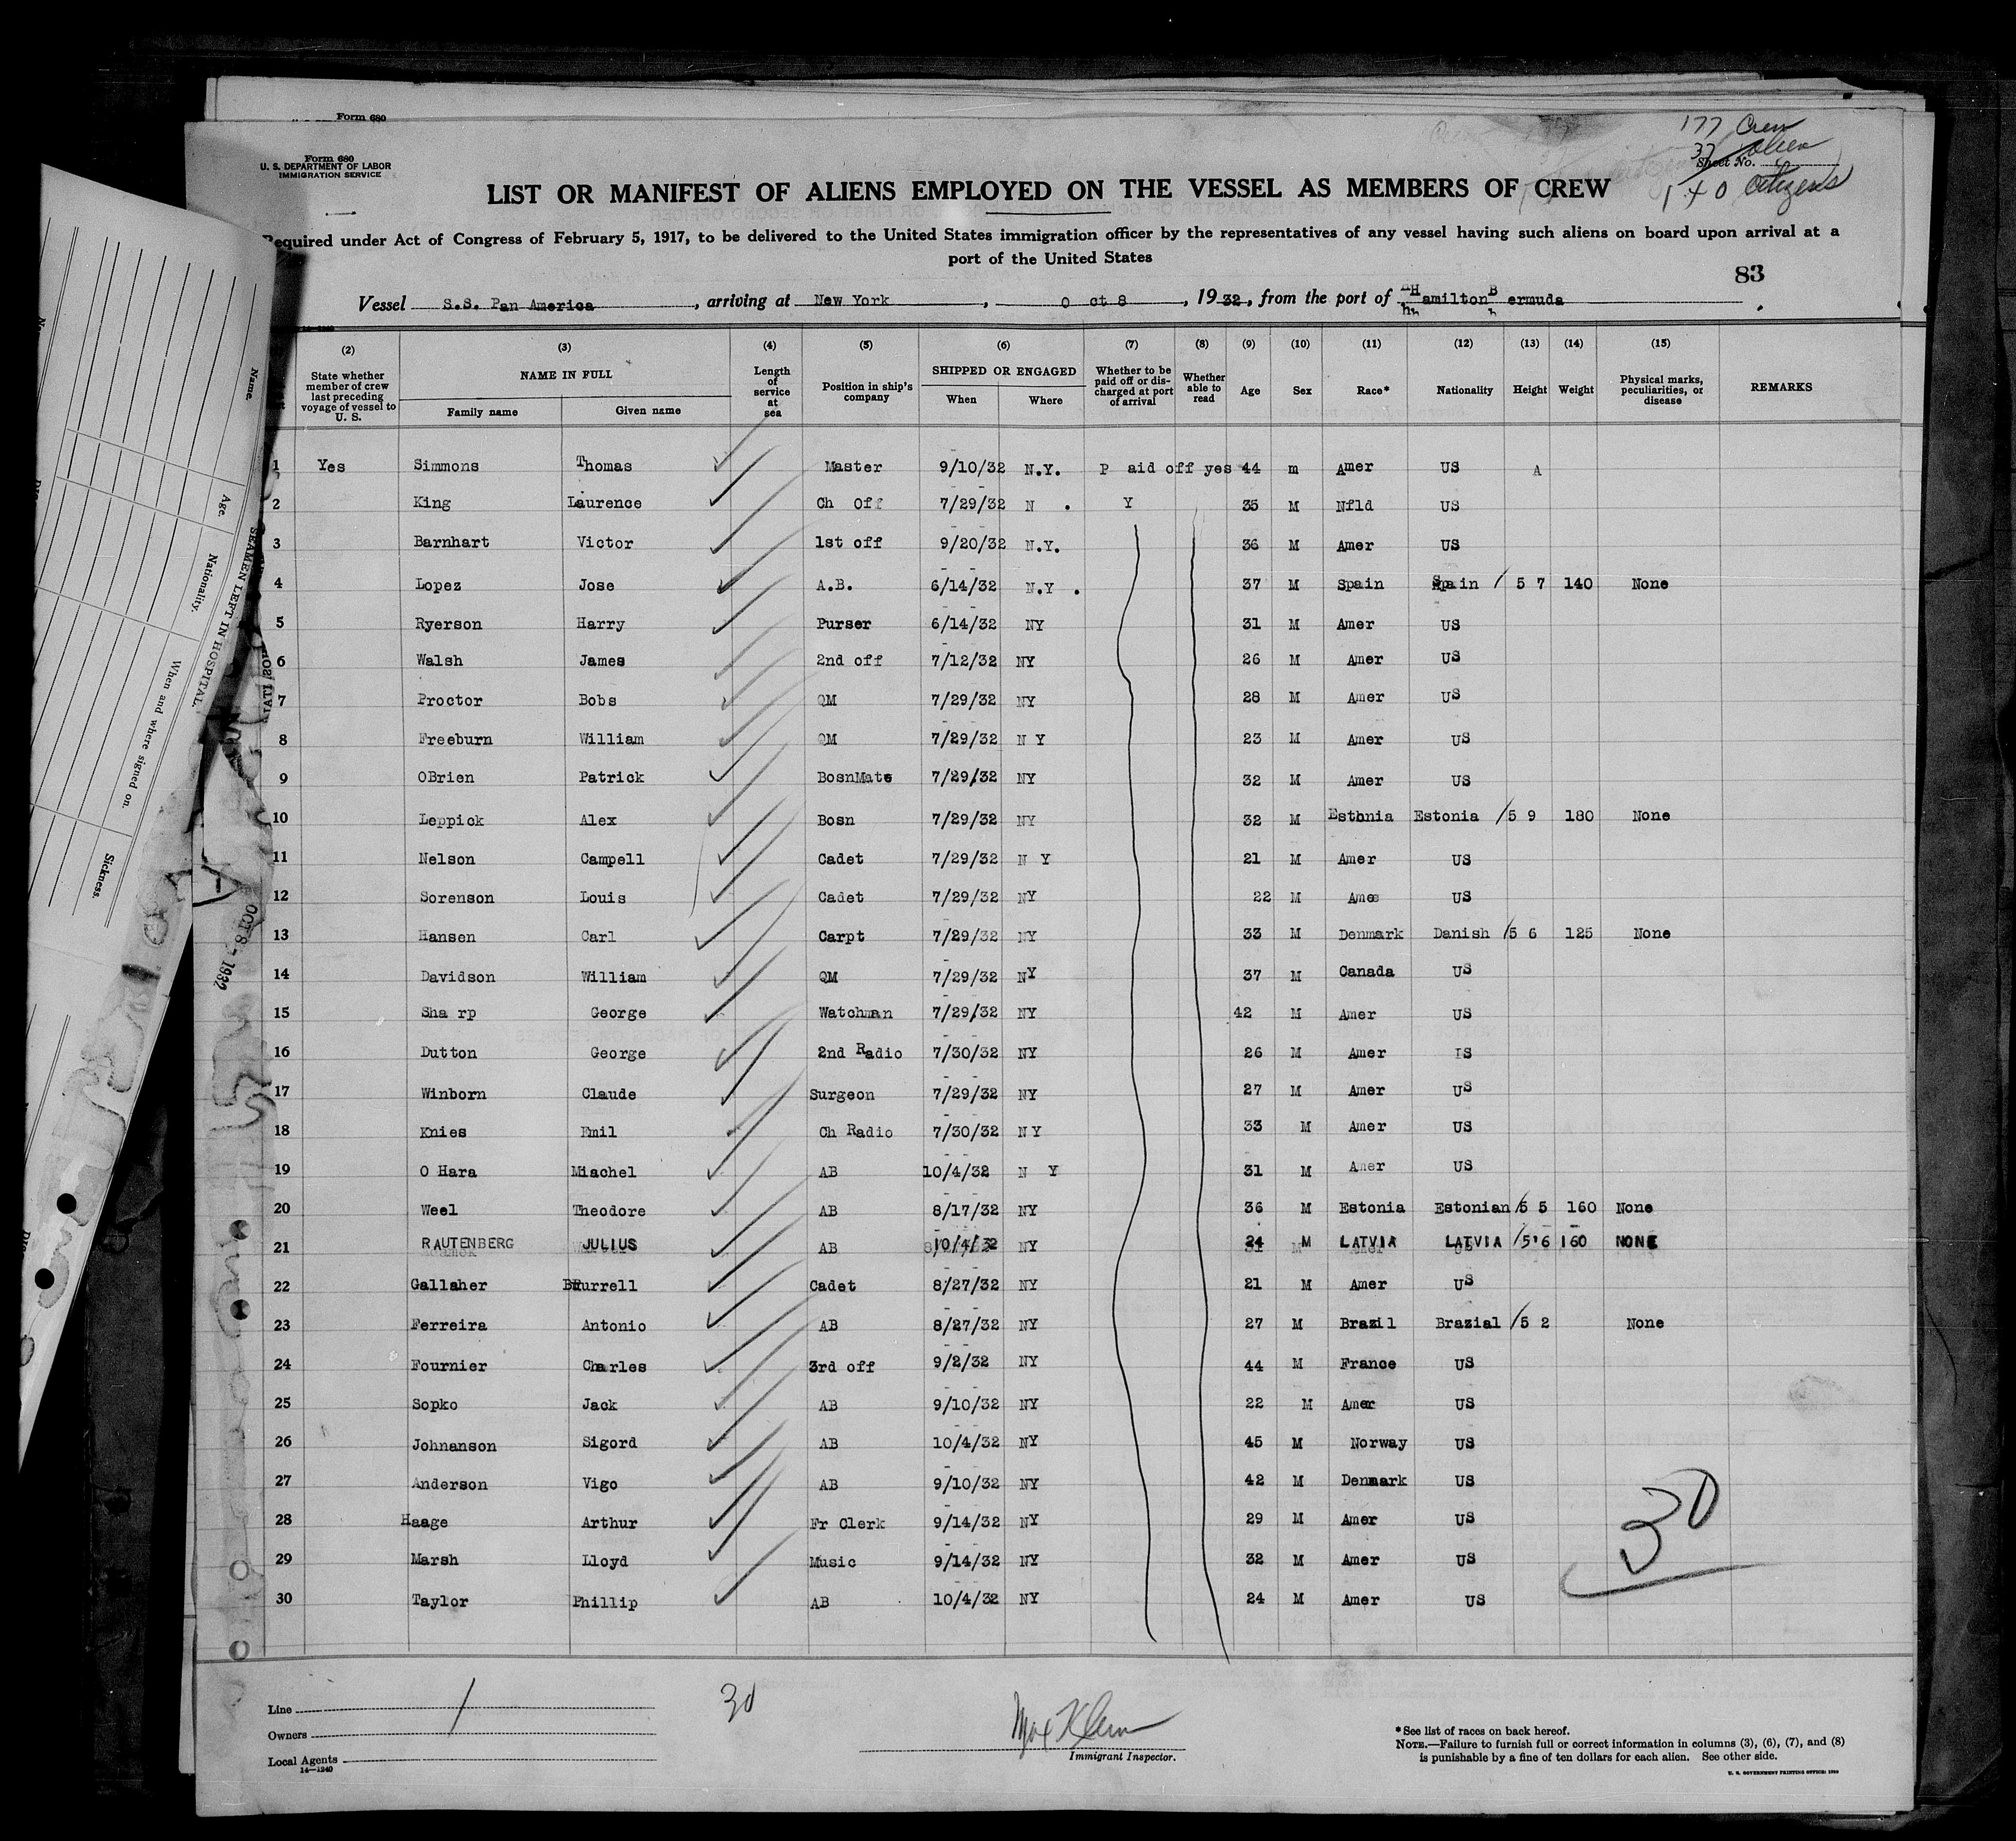 Form 680
Form 680
U. S. DEPARTMENT OF LABOR
IMMIGRATION SERVICE
177 Crew
37 Alien
Sheet No.
140 Citizens
LIST OR MANIFEST OF ALIENS EMPLOYED ON THE VESSEL AS MEMBERS OF CREW
Required under Act of Congress of February 5, 1917, to be delivered to the United States immigration officer by the representatives of any vessel having such aliens on board upon arrival at a
port of the United States
83
Vessel S.S. Pan America, arriving at New York, O ct 8, 1932, from the port of Hamilton Bermuda
(2) (3) (4) (5) (6) (7) (8) (9) (10) (11) (12) (13) (14) (15)
State whether member of crew last preceding voyage of vessel to U. S. NAME IN FULL Family name Given name Length of service at sea Position in ship's company SHIPPED OR ENGAGED When Where Whether to be paid off or discharged at port of arrival Whether able to read Age Sex Race* Nationality Height Weight Physical marks, peculiarities, or disease REMARKS
1 Yes Simmons Thomas Master 9/10/32 N.Y. P aid off yes 44 m Amer US A
2 King Laurence Ch Off 7/29/32 N . Y 35 M Nfld US
3 Barnhart Victor 1st off 9/20/32 N.Y. 36 M Amer US
4 Lopez Jose A.B. 6/14/32 N.Y . 37 M Spain Spain / 5 7 140 None
5 Ryerson Harry Purser 6/14/32 NY 31 M Amer US
6 Walsh James 2nd off 7/12/32 NY 26 M Amer US
7 Proctor Bobs QM 7/29/32 NY 28 M Amer US
8 Freeburn William QM 7/29/32 N Y 23 M Amer US
9 OBrien Patrick BosnMate 7/29/32 NY 32 M Amer US
10 Leppick Alex Bosn 7/29/32 NY 32 M Esthnia Estonia / 5 9 180 None
11 Nelson Campell Cadet 7/29/32 N Y 21 M Amer US
12 Sorenson Louis Cadet 7/29/32 NY 22 M Ame US
13 Hansen Carl Carpt 7/29/32 NY 33 M Denmark Danish / 5 6 125 None
14 Davidson William QM 7/29/32 NY 37 M Canada US
15 Sha rp George Watchman 7/29/32 NY 42 M Amer US
16 Dutton George 2nd Radio 7/30/32 NY 26 M Amer IS
17 Winborn Claude Surgeon 7/29/32 NY 27 M Amer US
18 Knies Emil Ch Radio 7/30/32 NY 33 M Amer US
19 O Hara Miachel AB 10/4/32 N Y 31 M Amer US
20 Weel Theodore AB 8/17/32 NY 36 M Estonia Estonian / 5 5 160 None
21 RAUTENBERG JULIUS AB 10/4/32 NY 24 M LATVIA LATVIA / 5'6 160 NONE
22 Gallaher Burrell Cadet 8/27/32 NY 21 M Amer US
23 Ferreira Antonio AB 8/27/32 NY 27 M Brazil Brazial / 5 2 None
24 Fournier Charles 3rd off 9/2/32 NY 44 M France US
25 Sopko Jack AB 9/10/32 NY 22 M Amer US
26 Johnanson Sigord AB 10/4/32 NY 45 M Norway US
27 Anderson Vigo AB 9/10/32 NY 42 M Denmark US
28 Haage Arthur Fr Clerk 9/14/32 NY 29 M Amer US
29 Marsh Lloyd Music 9/14/32 NY 32 M Amer US
30 Taylor Phillip AB 10/4/32 NY 24 M Amer US
30
Line
Owners
Local Agents
14—1240
/
30
Max Klein
Immigrant Inspector.
*See list of races on back hereof.
NOTE.—Failure to furnish full or correct information in columns (3), (6), (7), and (8)
is punishable by a fine of ten dollars for each alien. See other side.
U. S. GOVERNMENT PRINTING OFFICE: 1930
SEAMEN LEFT IN HOSPITAL.
Name.
Age.
Nationality.
When and where signed on.
Sickness.
OCT 8 - 1932